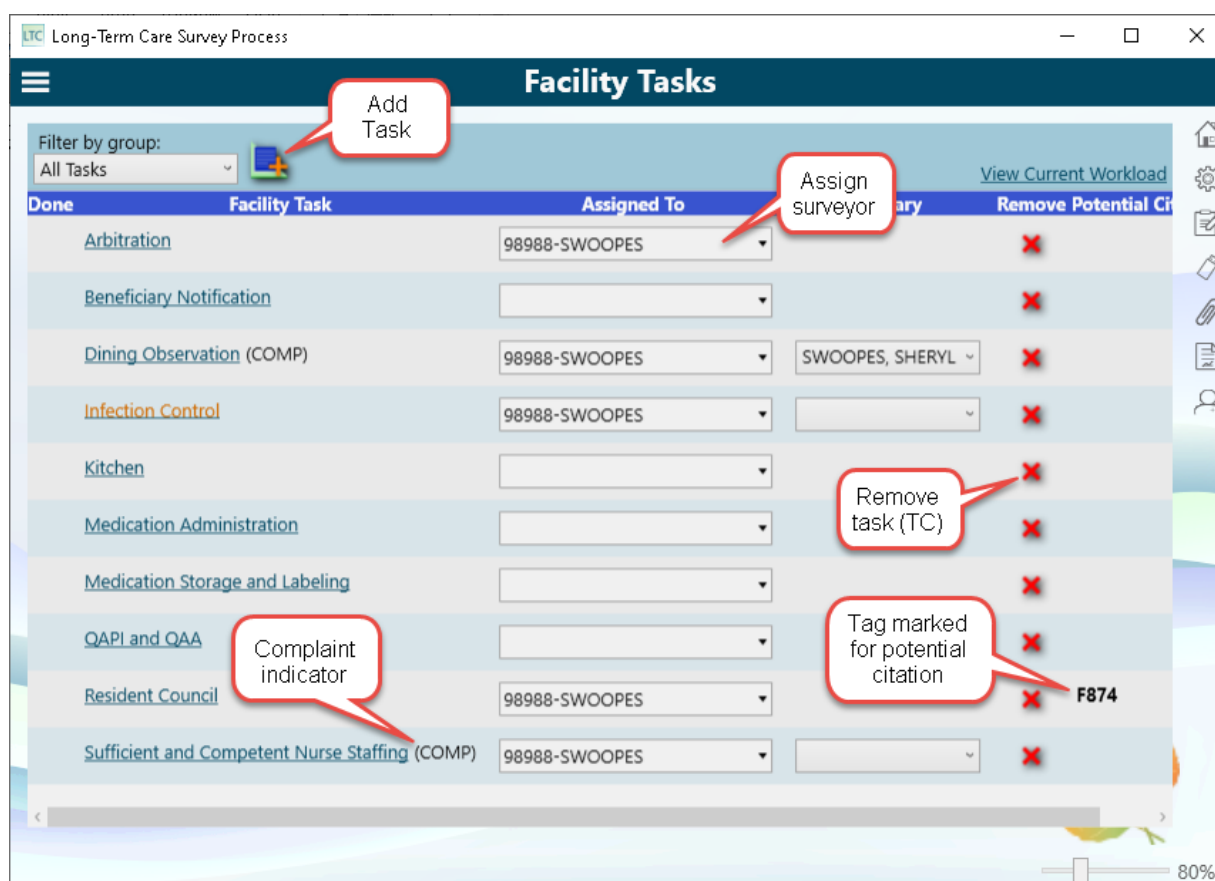 LTC Long-Term Care Survey Process
Facility Tasks
Add
Task
Filter by group:
All Tasks
View Current Workload
Assign
surveyor
Done Facility Task Assigned To ary Remove Potential Cit
Arbitration 98988-SWOOPES
Beneficiary Notification
Dining Observation (COMP) 98988-SWOOPES SWOOPES, SHERYL
Infection Control 98988-SWOOPES
Kitchen
Remove
task (TC)
Medication Administration
Medication Storage and Labeling
QAPI and QAA
Complaint
indicator
Tag marked
for potential
citation
Resident Council 98988-SWOOPES F874
Sufficient and Competent Nurse Staffing (COMP) 98988-SWOOPES
80%